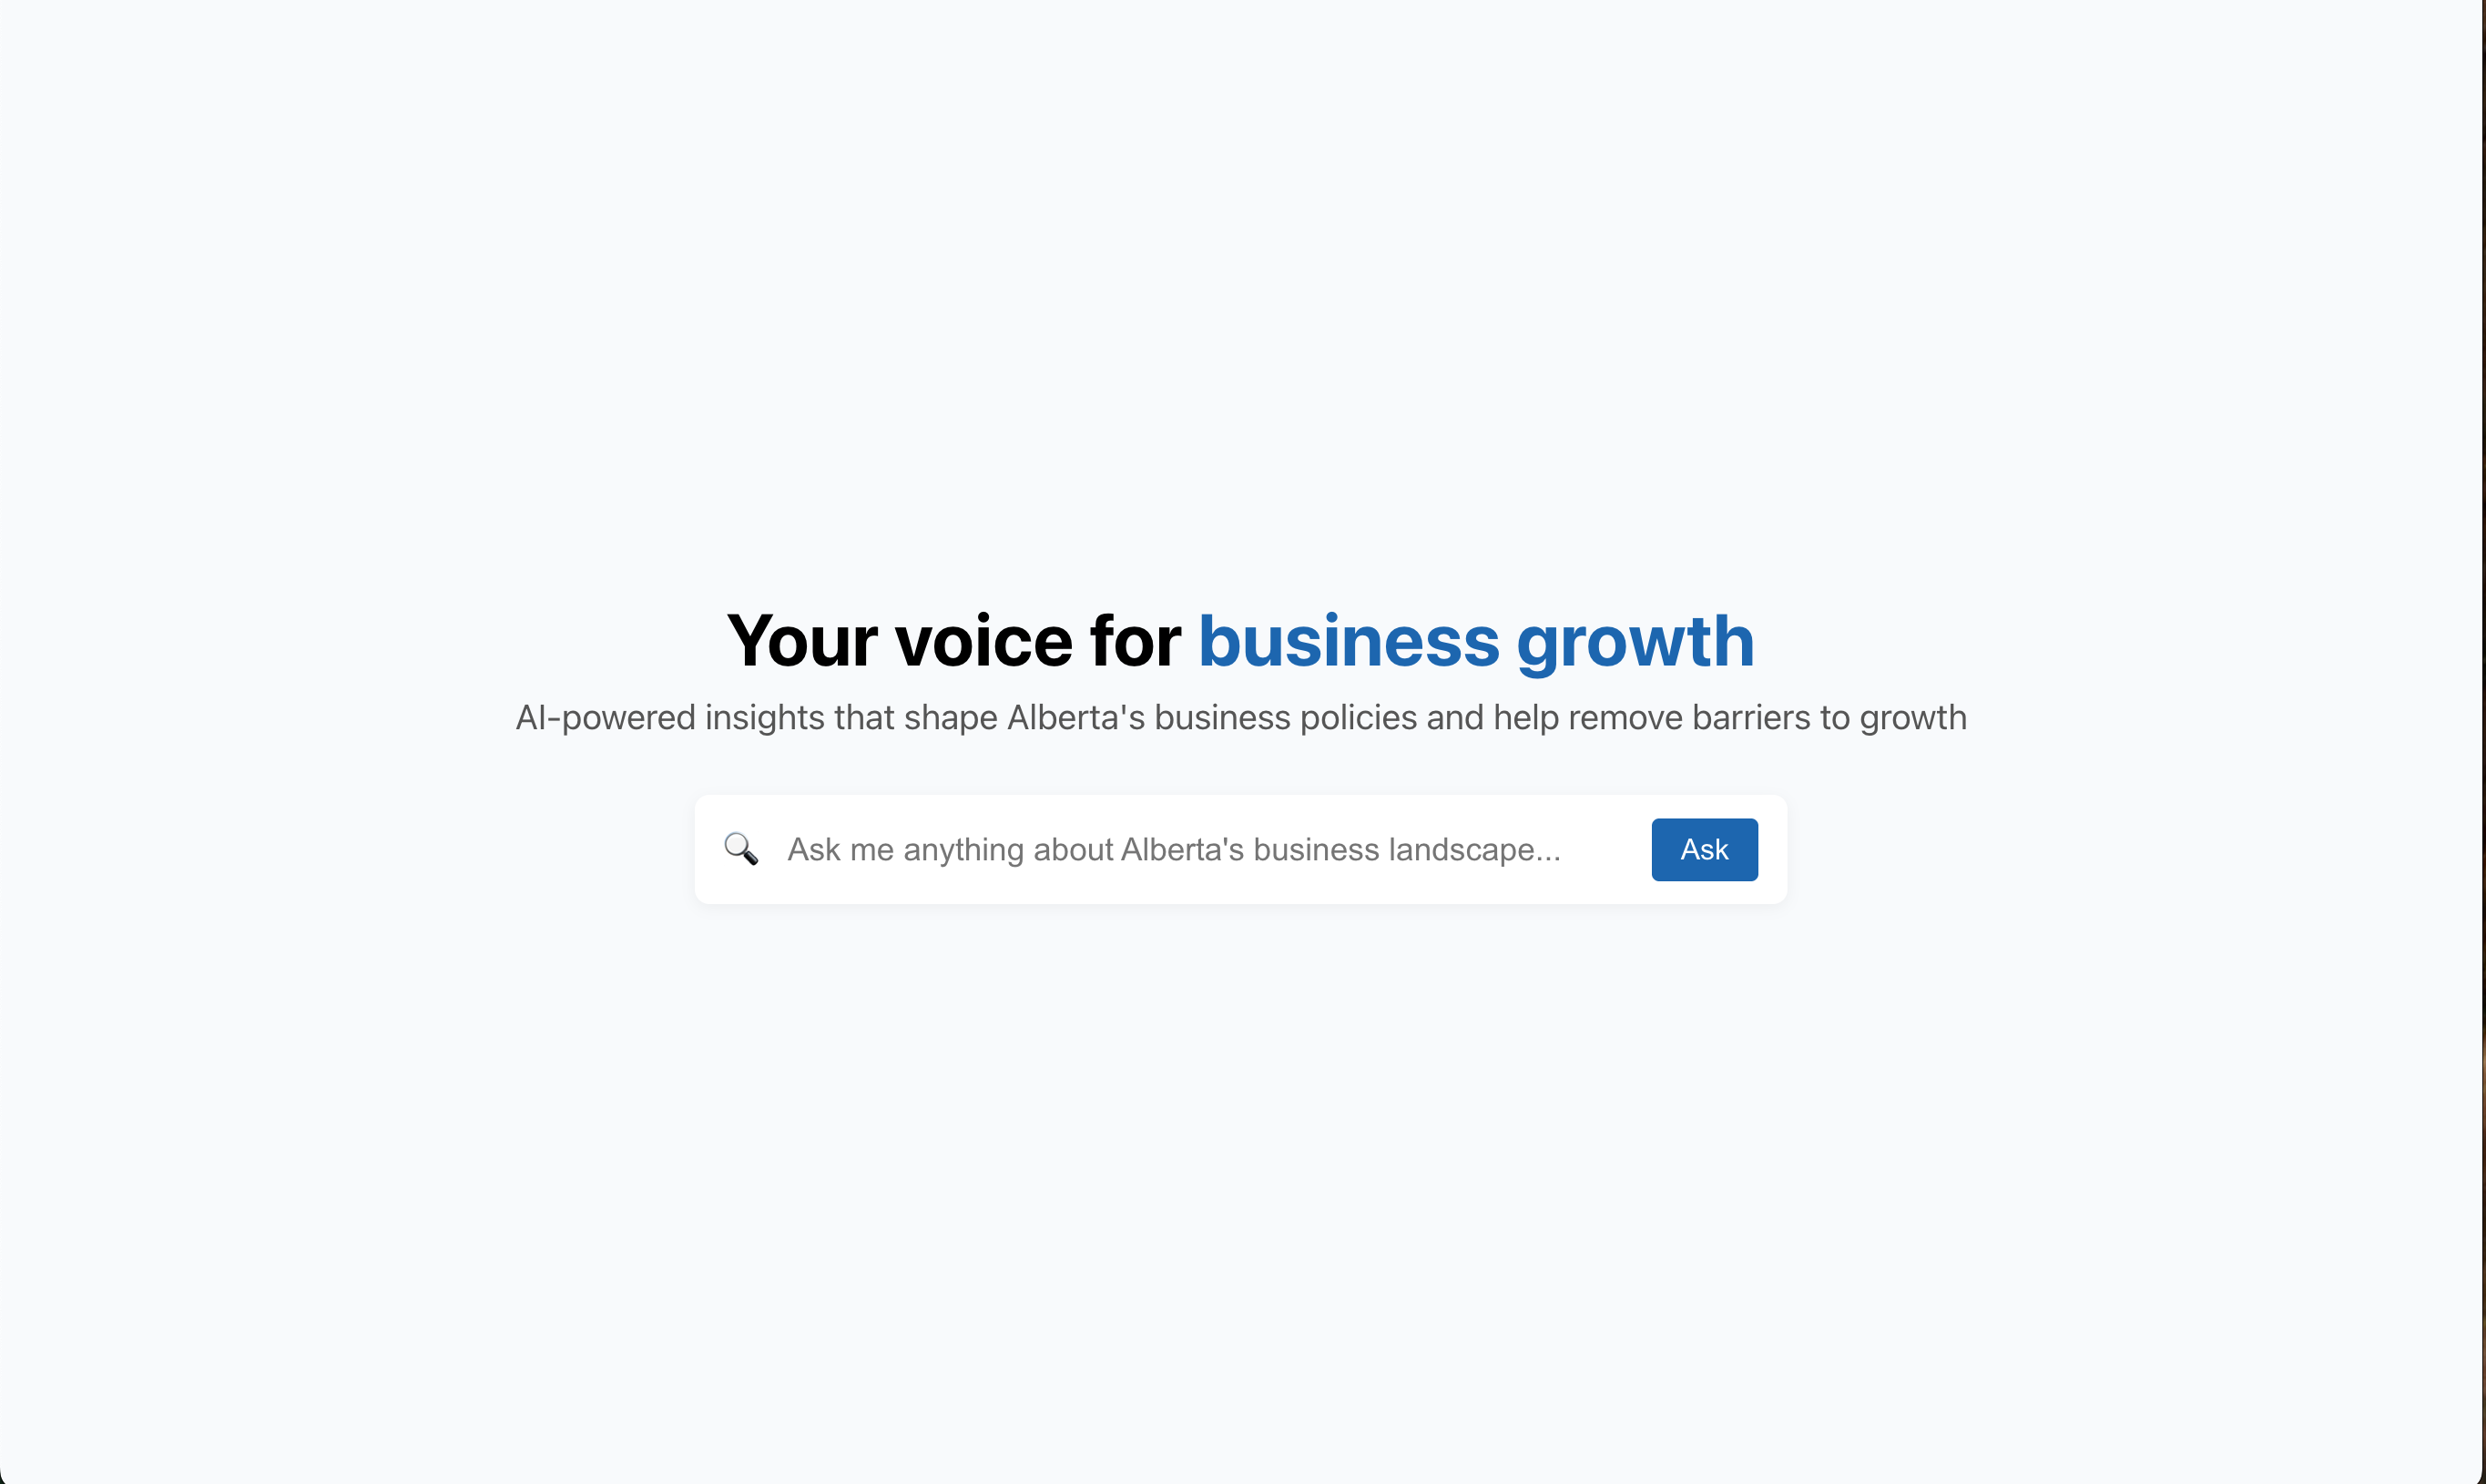 Your voice for business growth
AI-powered insights that shape Alberta's business policies and help remove barriers to growth
Ask me anything about Alberta's business landscape...
Ask